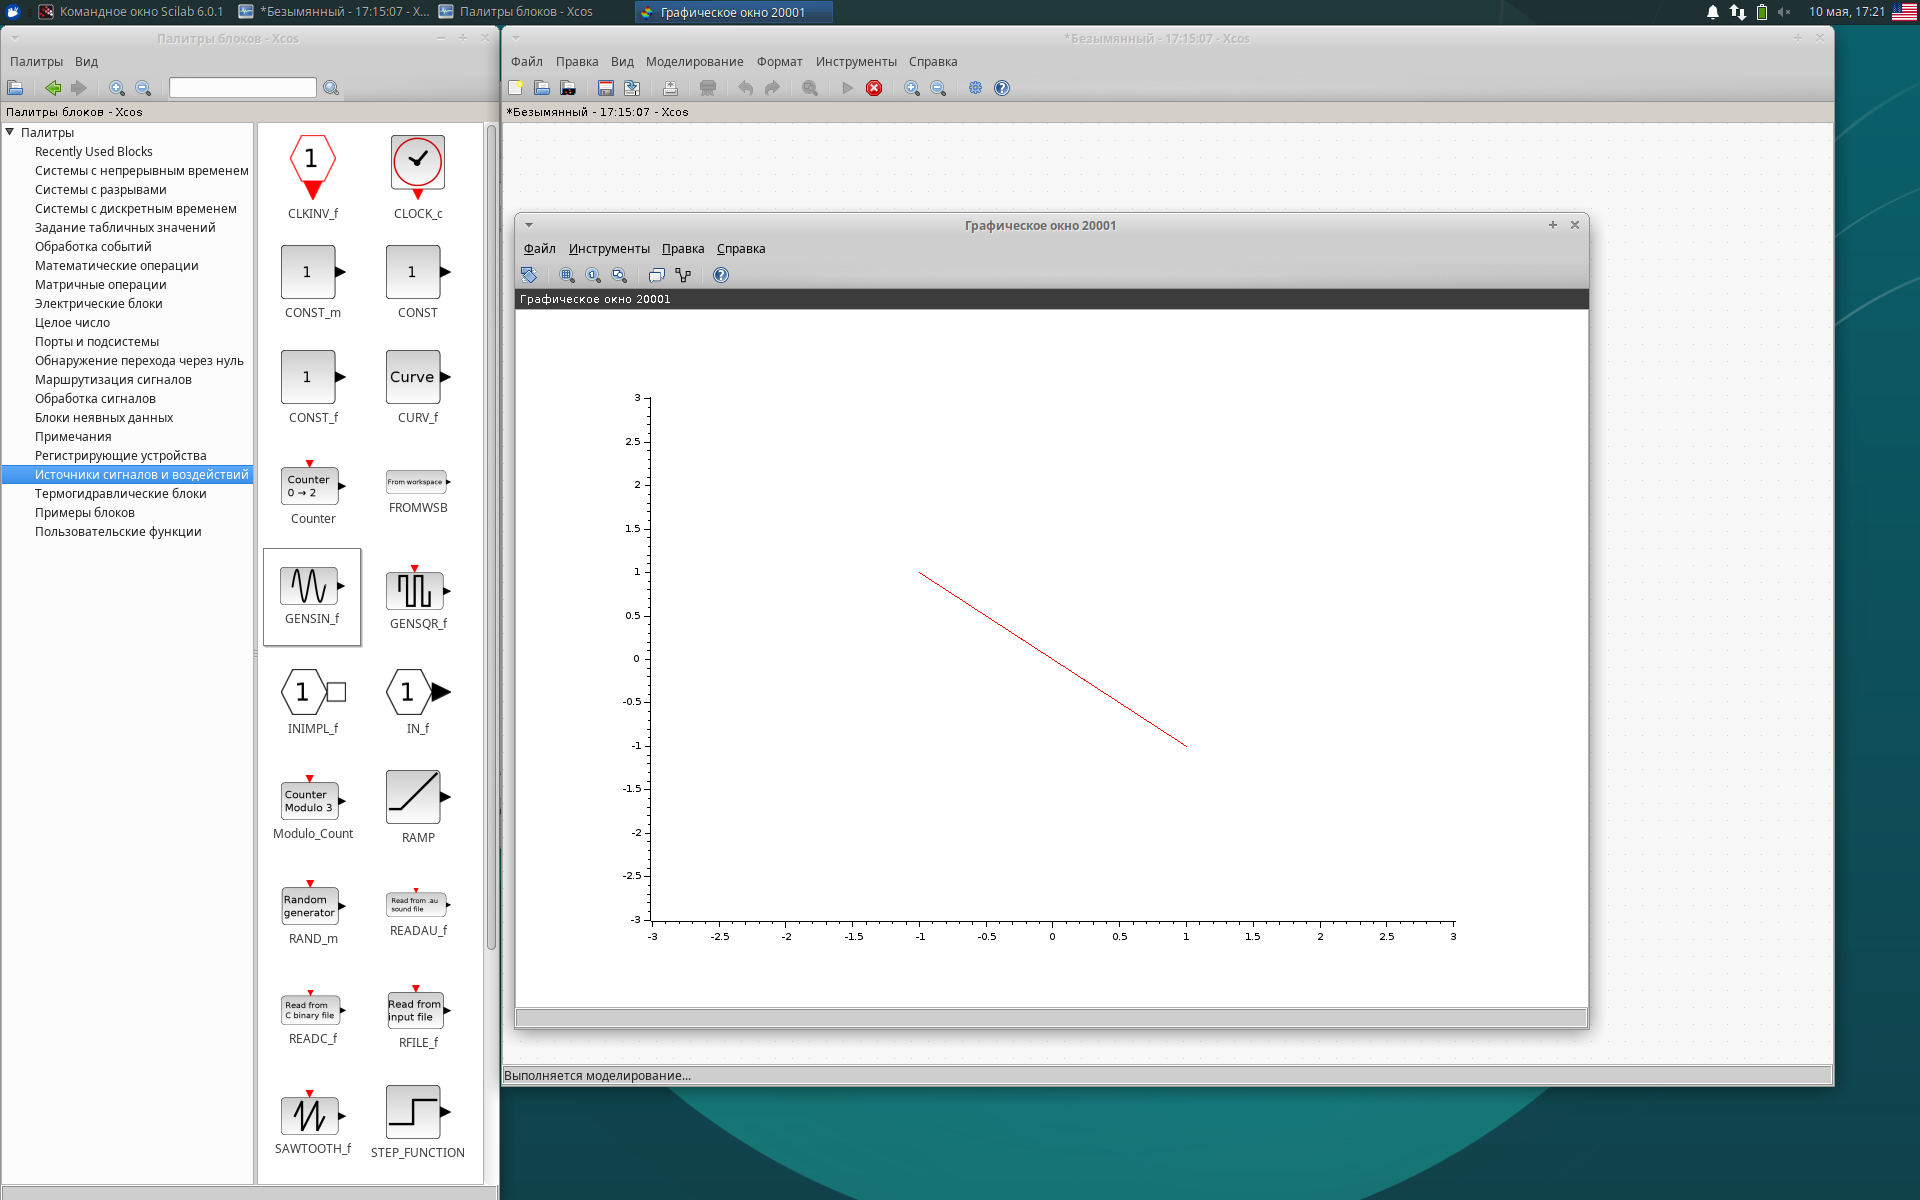 Командное окно Scilab 6.0.1
*Безымянный - 17:15:07 - X...
Палитры блоков - Xcos
Графическое окно 20001
10 мая, 17:21
Палитры блоков - Xcos
Палитры Вид
Палитры блоков - Xcos
Палитры
Recently Used Blocks
Системы с непрерывным временем
Системы с разрывами
Системы с дискретным временем
Задание табличных значений
Обработка событий
Математические операции
Матричные операции
Электрические блоки
Целое число
Порты и подсистемы
Обнаружение перехода через нуль
Маршрутизация сигналов
Обработка сигналов
Блоки неявных данных
Примечания
Регистрирующие устройства
Источники сигналов и воздействий
Термогидравлические блоки
Примеры блоков
Пользовательские функции
1
CLKINV_f
CLOCK_c
1
CONST_m
1
CONST
1
CONST_f
Curve
CURV_f
Counter
0 → 2
Counter
From workspace
FROMWSB
GENSIN_f
GENSQR_f
1
INIMPL_f
1
IN_f
Counter
Modulo 3
Modulo_Count
RAMP
Random
generator
RAND_m
Read from .au
sound file
READAU_f
Read from
C binary file
READC_f
Read from
input file
RFILE_f
SAWTOOTH_f
STEP_FUNCTION
*Безымянный - 17:15:07 - Xcos
Файл Правка Вид Моделирование Формат Инструменты Справка
*Безымянный - 17:15:07 - Xcos
Графическое окно 20001
Файл Инструменты Правка Справка
Графическое окно 20001
3
2.5
2
1.5
1
0.5
0
-0.5
-1
-1.5
-2
-2.5
-3
-3 -2.5 -2 -1.5 -1 -0.5 0 0.5 1 1.5 2 2.5 3
Выполняется моделирование...